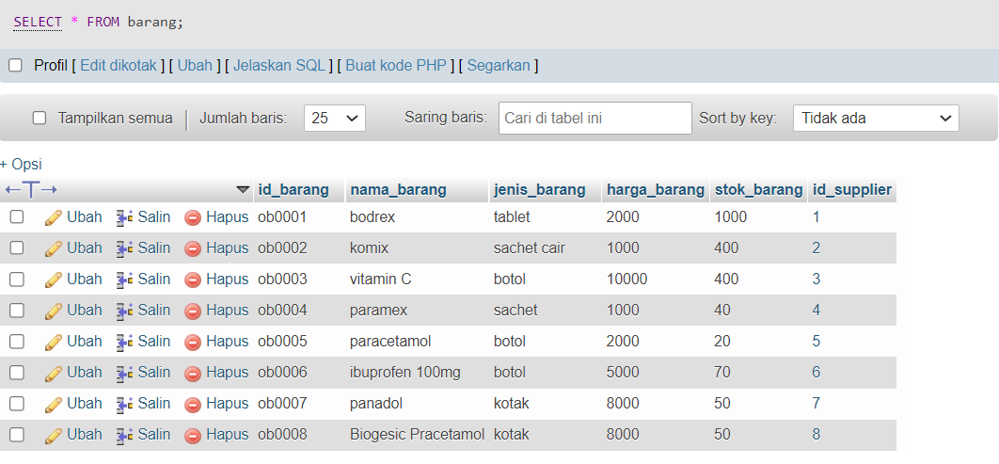 SELECT * FROM barang;
Profil [ Edit dikotak ] [ Ubah ] [ Jelaskan SQL ] [ Buat kode PHP ] [ Segarkan ]
Tampilkan semua | Jumlah baris: 25 Saring baris: Cari di tabel ini Sort by key: Tidak ada
+ Opsi
←T→ id_barang nama_barang jenis_barang harga_barang stok_barang id_supplier
Ubah Salin Hapus ob0001 bodrex tablet 2000 1000 1
Ubah Salin Hapus ob0002 komix sachet cair 1000 400 2
Ubah Salin Hapus ob0003 vitamin C botol 10000 400 3
Ubah Salin Hapus ob0004 paramex sachet 1000 40 4
Ubah Salin Hapus ob0005 paracetamol botol 2000 20 5
Ubah Salin Hapus ob0006 ibuprofen 100mg botol 5000 70 6
Ubah Salin Hapus ob0007 panadol kotak 8000 50 7
Ubah Salin Hapus ob0008 Biogesic Pracetamol kotak 8000 50 8